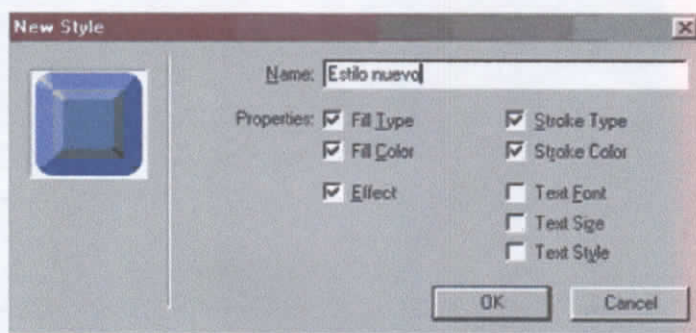 New Style
Name: Estilo nuevo
Properties: Fill Type Stroke Type
Fill Color Stroke Color
Effect Text Font
Text Size
Text Style
OK Cancel